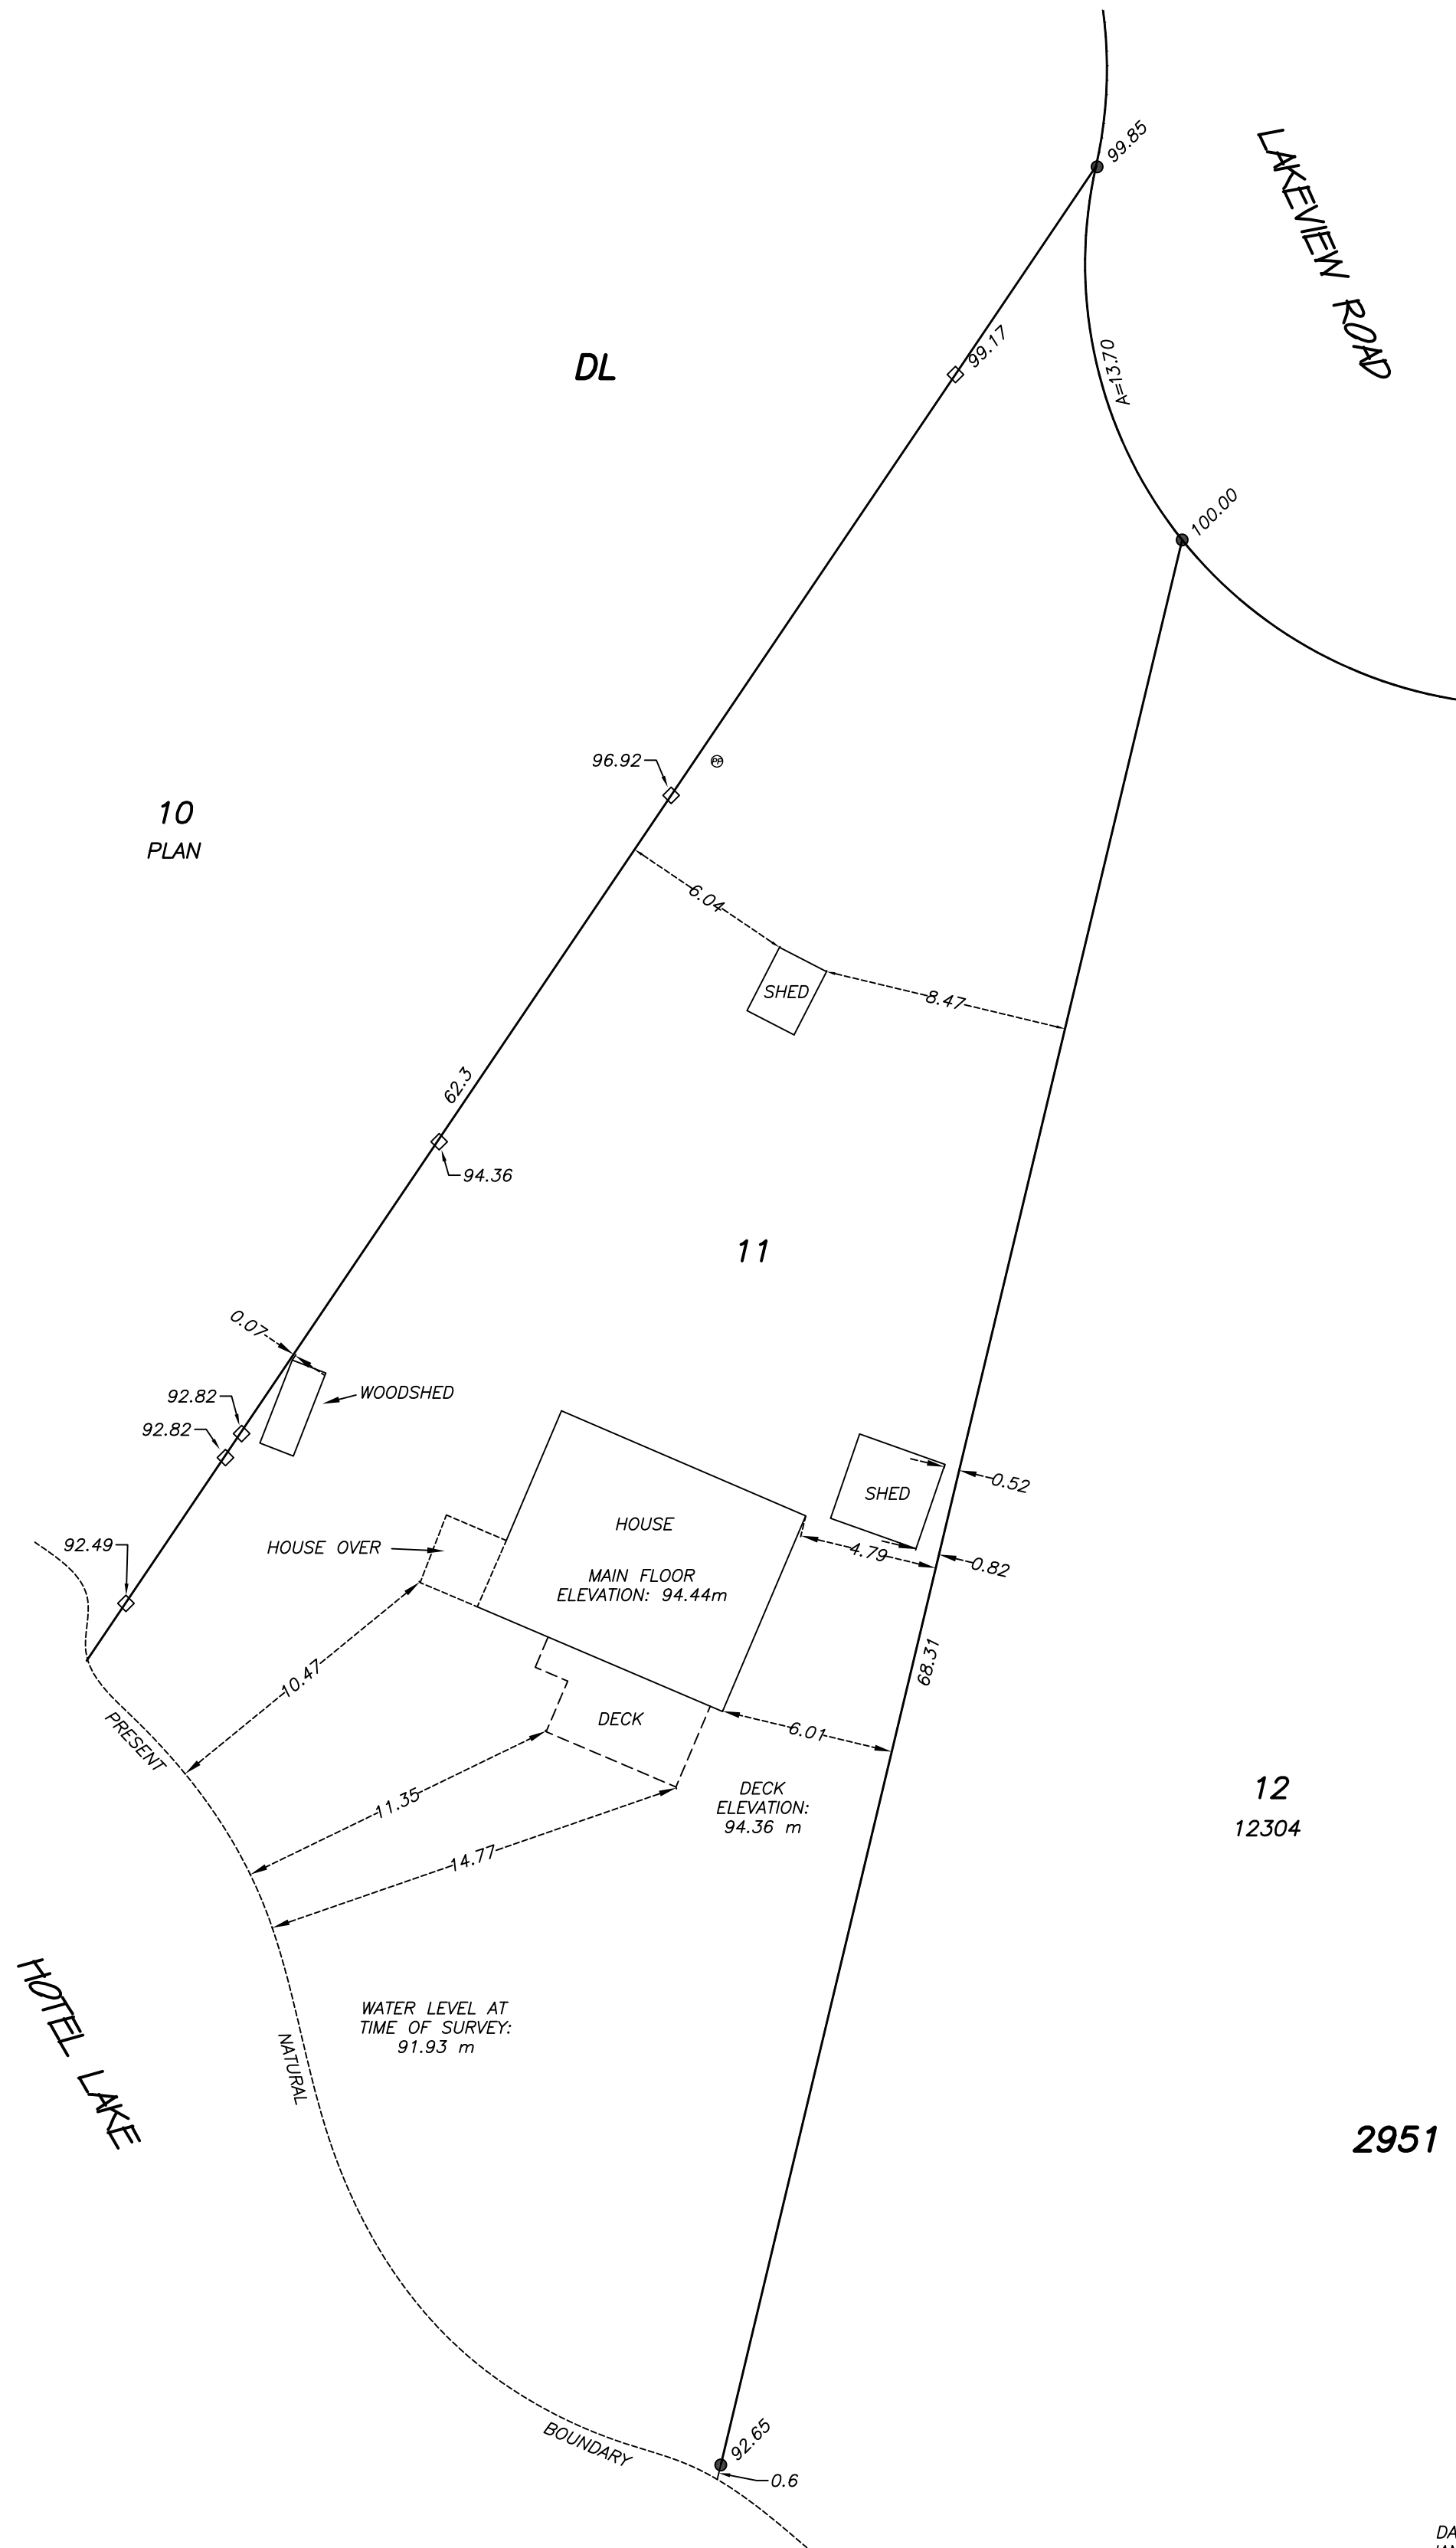 99.85
LAKEVIEW ROAD
99.17
A=13.70
DL
100.00
96.92
PP
10
PLAN
6.04
SHED
8.47
62.3
94.36
11
0.07
WOODSHED
92.82
92.82
SHED
0.52
HOUSE
92.49
HOUSE OVER
4.79
0.82
MAIN FLOOR
ELEVATION: 94.44m
68.31
10.47
DECK
6.01
PRESENT
DECK
ELEVATION:
94.36 m
11.35
12
12304
14.77
HOTEL LAKE
WATER LEVEL AT
TIME OF SURVEY:
91.93 m
NATURAL
2951
BOUNDARY
92.65
0.6
DA